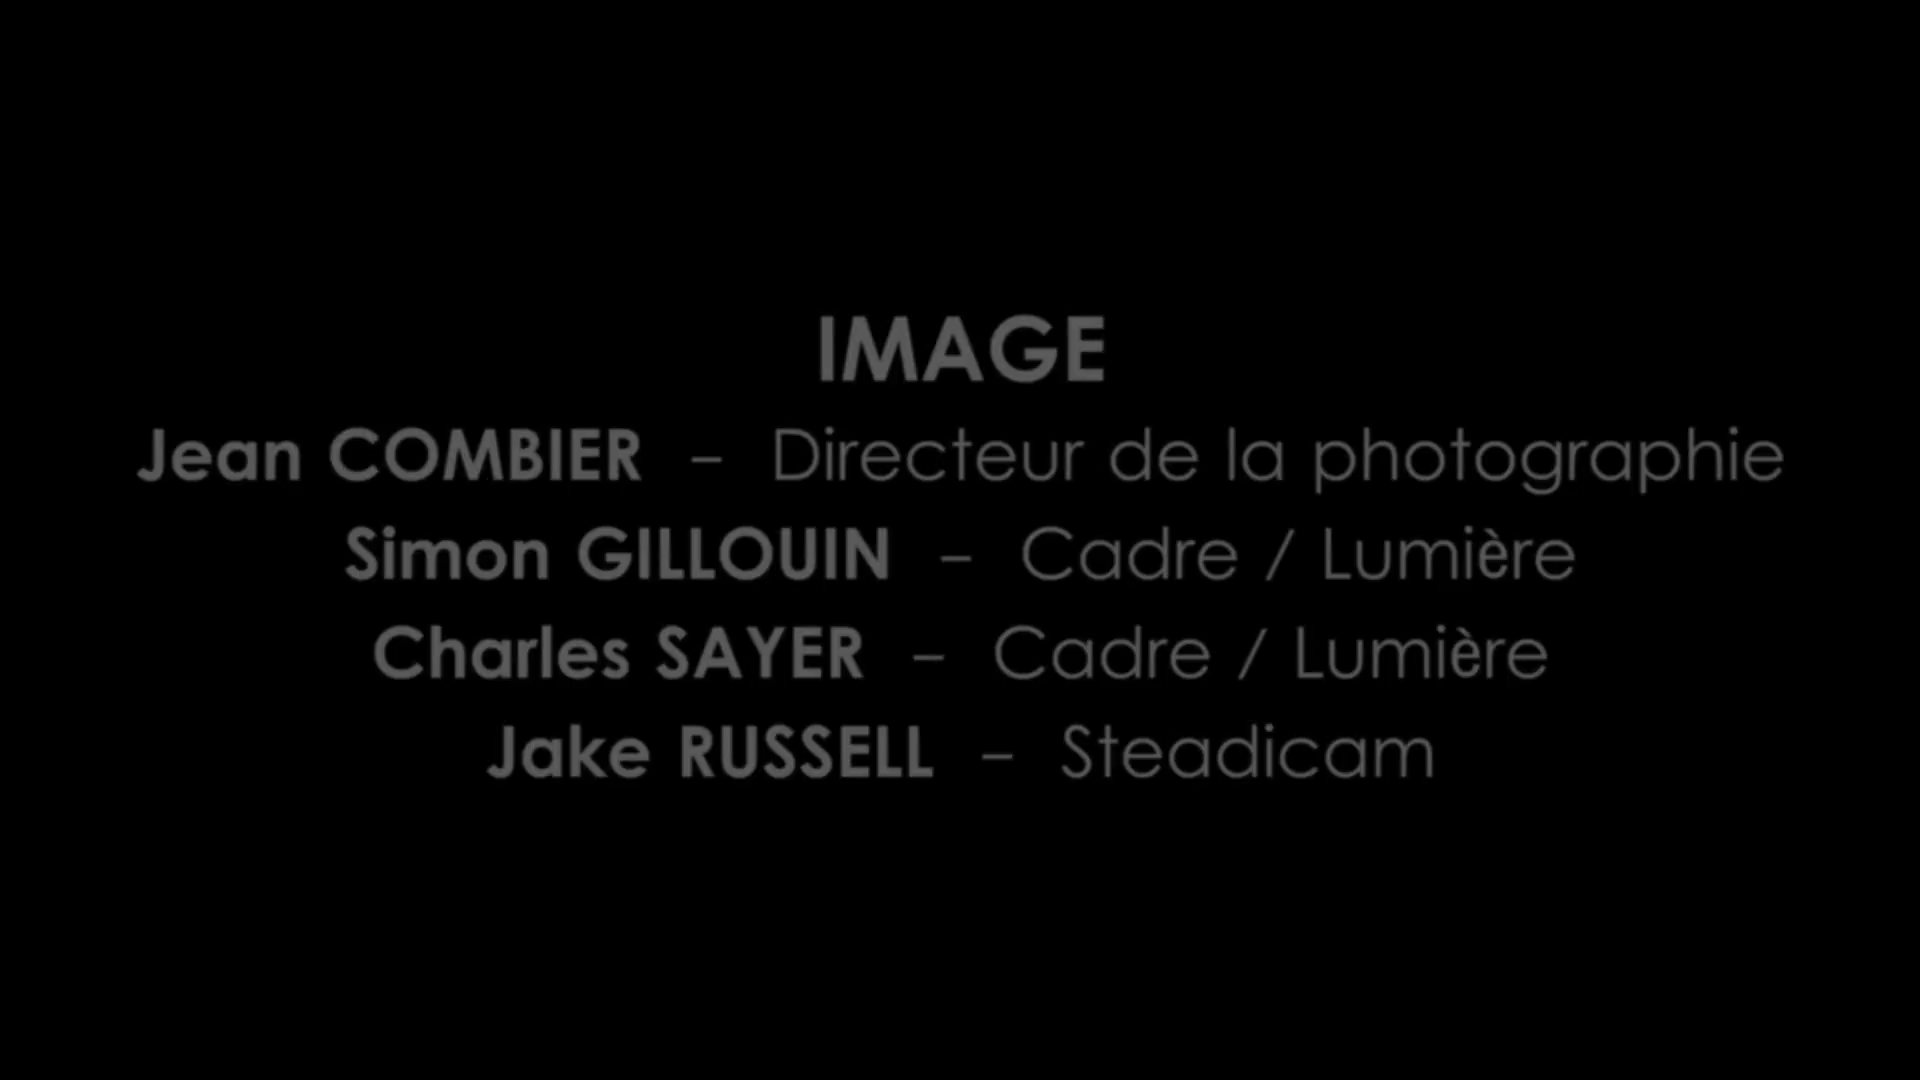 IMAGE
Jean COMBIER – Directeur de la photographie
Simon GILLOUIN – Cadre / Lumière
Charles SAYER – Cadre / Lumière
Jake RUSSELL – Steadicam